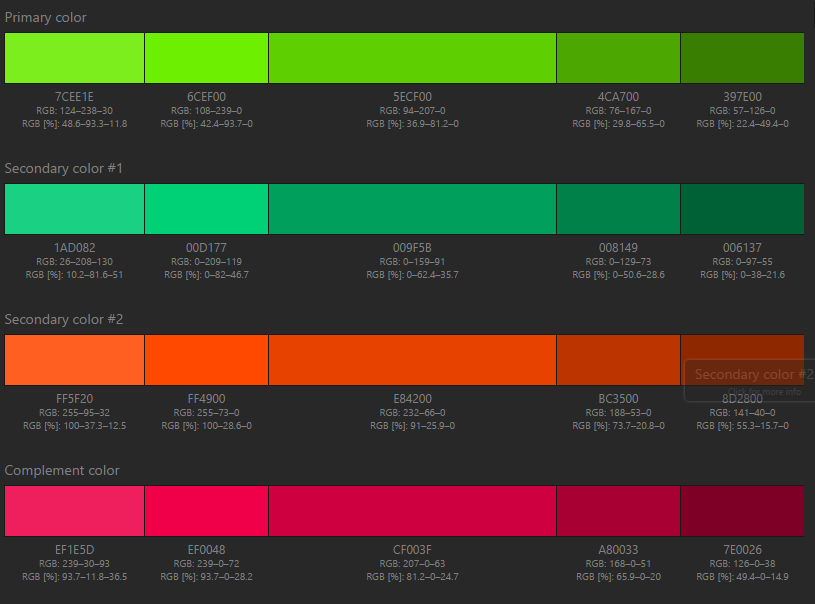 Primary color
7CEE1E 6CEF00 5ECF00 4CA700 397E00
RGB: 124–238–30 RGB: 108–239–0 RGB: 94–207–0 RGB: 76–167–0 RGB: 57–126–0
RGB [%]: 48.6–93.3–11.8 RGB [%]: 42.4–93.7–0 RGB [%]: 36.9–81.2–0 RGB [%]: 29.8–65.5–0 RGB [%]: 22.4–49.4–0
Secondary color #1
1AD082 00D177 009F5B 008149 006137
RGB: 26–208–130 RGB: 0–209–119 RGB: 0–159–91 RGB: 0–129–73 RGB: 0–97–55
RGB [%]: 10.2–81.6–51 RGB [%]: 0–82–46.7 RGB [%]: 0–62.4–35.7 RGB [%]: 0–50.6–28.6 RGB [%]: 0–38–21.6
Secondary color #2
Secondary color #2
Click for more info
FF5F20 FF4900 E84200 BC3500 8D2800
RGB: 255–95–32 RGB: 255–73–0 RGB: 232–66–0 RGB: 188–53–0 RGB: 141–40–0
RGB [%]: 100–37.3–12.5 RGB [%]: 100–28.6–0 RGB [%]: 91–25.9–0 RGB [%]: 73.7–20.8–0 RGB [%]: 55.3–15.7–0
Complement color
EF1E5D EF0048 CF003F A80033 7E0026
RGB: 239–30–93 RGB: 239–0–72 RGB: 207–0–63 RGB: 168–0–51 RGB: 126–0–38
RGB [%]: 93.7–11.8–36.5 RGB [%]: 93.7–0–28.2 RGB [%]: 81.2–0–24.7 RGB [%]: 65.9–0–20 RGB [%]: 49.4–0–14.9